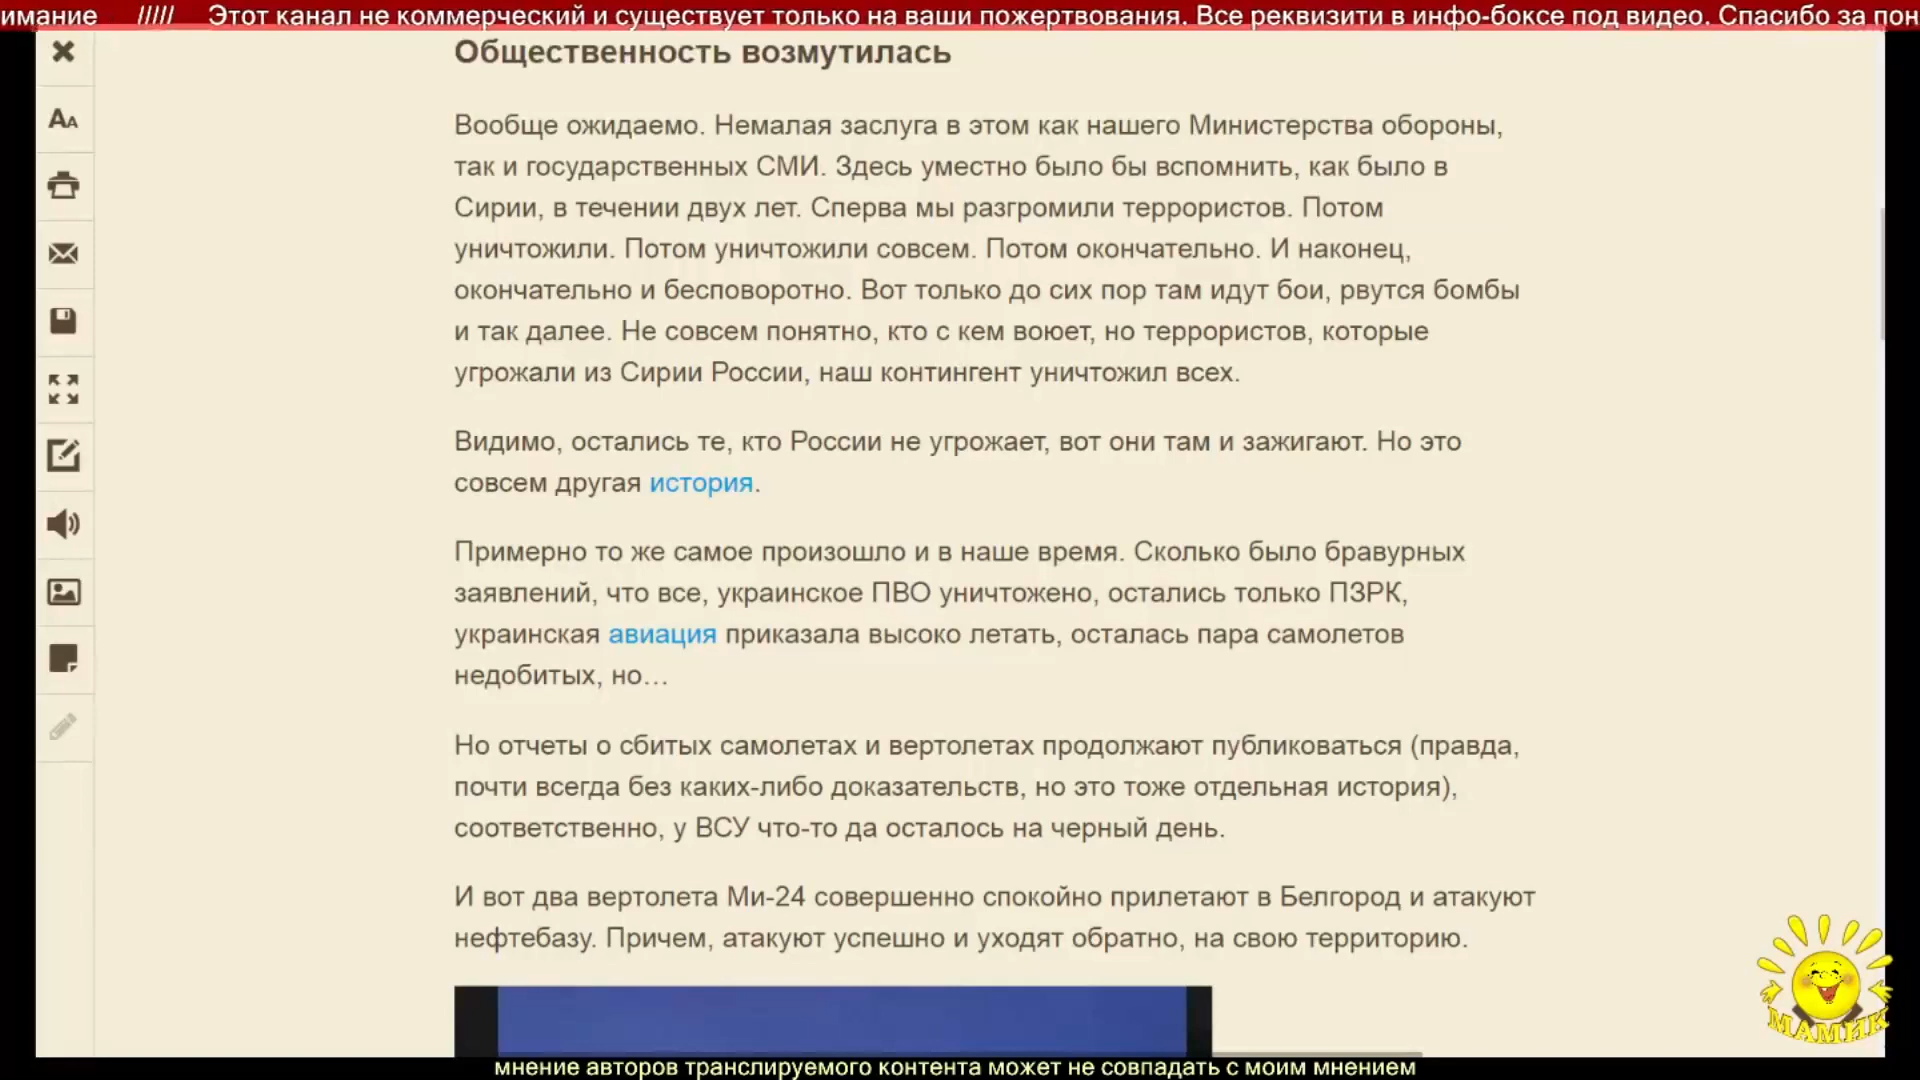 имание ///// Этот канал не коммерческий и существует только на ваши пожертвования. Все реквизити в инфо-боксе под видео. Спасибо за пон
Общественность возмутилась
Вообще ожидаемо. Немалая заслуга в этом как нашего Министерства обороны,
так и государственных СМИ. Здесь уместно было бы вспомнить, как было в
Сирии, в течении двух лет. Сперва мы разгромили террористов. Потом
уничтожили. Потом уничтожили совсем. Потом окончательно. И наконец,
окончательно и бесповоротно. Вот только до сих пор там идут бои, рвутся бомбы
и так далее. Не совсем понятно, кто с кем воюет, но террористов, которые
угрожали из Сирии России, наш контингент уничтожил всех.
Видимо, остались те, кто России не угрожает, вот они там и зажигают. Но это
совсем другая история.
Примерно то же самое произошло и в наше время. Сколько было бравурных
заявлений, что все, украинское ПВО уничтожено, остались только ПЗРК,
украинская авиация приказала высоко летать, осталась пара самолетов
недобитых, но…
Но отчеты о сбитых самолетах и вертолетах продолжают публиковаться (правда,
почти всегда без каких-либо доказательств, но это тоже отдельная история),
соответственно, у ВСУ что-то да осталось на черный день.
И вот два вертолета Ми-24 совершенно спокойно прилетают в Белгород и атакуют
нефтебазу. Причем, атакуют успешно и уходят обратно, на свою территорию.
МАМИК
мнение авторов транслируемого контента может не совпадать с моим мнением